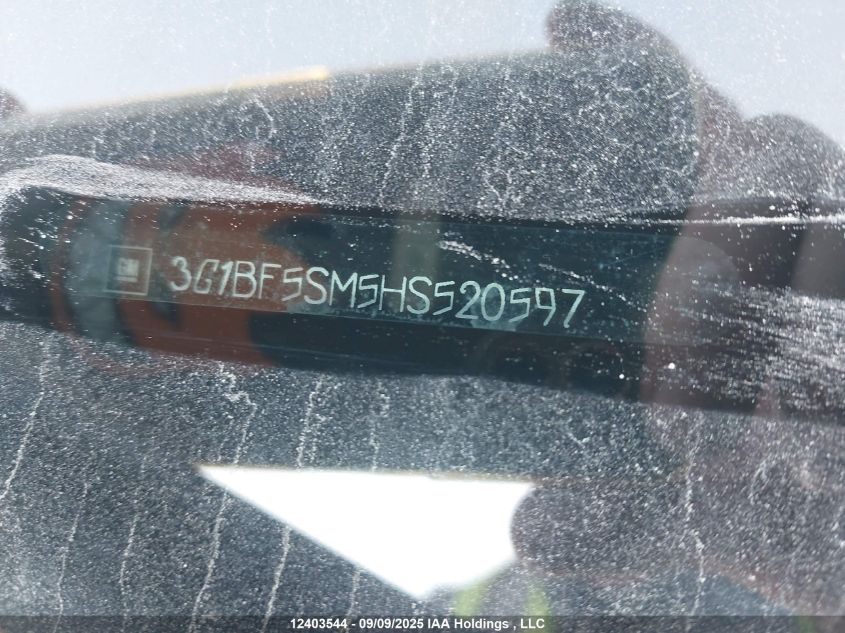 GM 3G1BF5SM5HS520597
12403544 - 09/09/2025 IAA Holdings , LLC